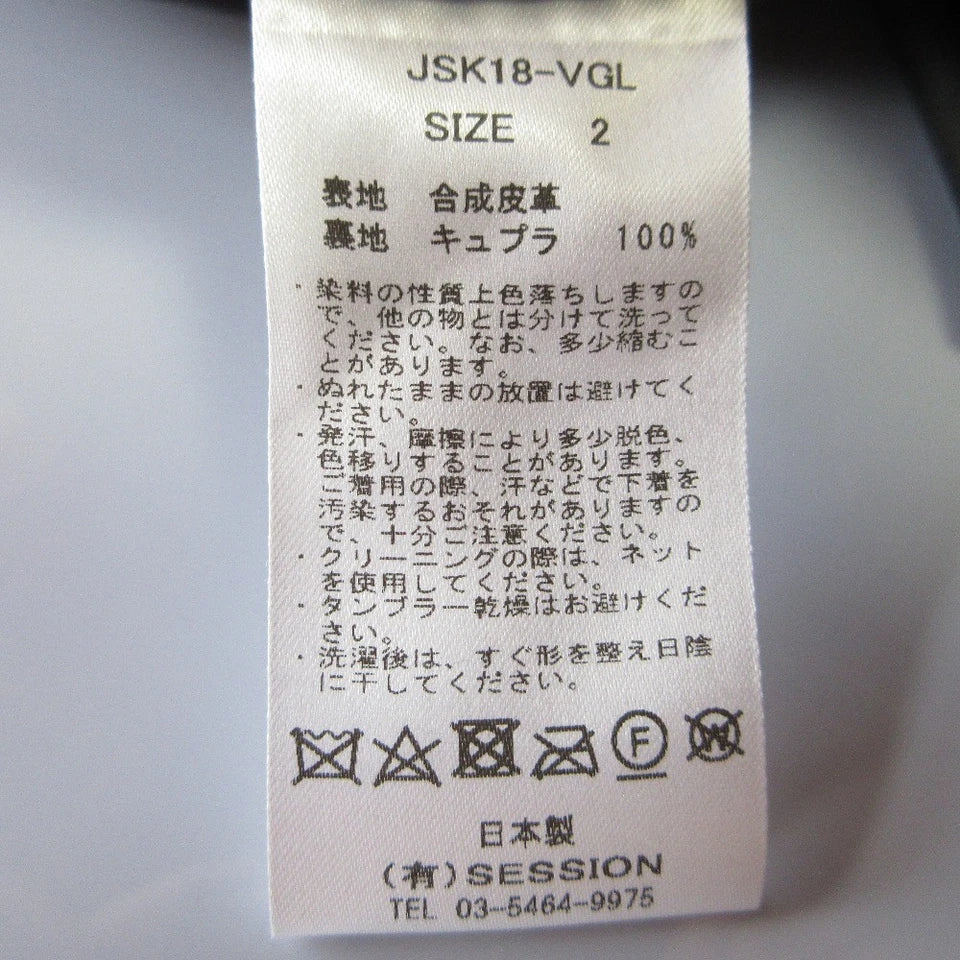 JSK18-VGL
SIZE 2
表地 合成皮革
裏地 キュプラ 100%
・染料の性質上色落ちしますの
で、他の物とは分けて洗って
ください。なお、多少縮むこ
とがあります。
・ぬれたままの放置は避けてく
ださい。
・発汗、摩擦により多少脱色、
色移りすることがあります。
ご着用の際、汗などで下着を
汚染するおそれがありますの
で、十分ご注意ください。
・クリーニングの際は、ネット
を使用してください。
・タンブラー乾燥はお避けくだ
さい。
・洗濯後は、すぐ形を整え日陰
に干してください。
F W
日本製
(有)SESSION
TEL 03-5464-9975